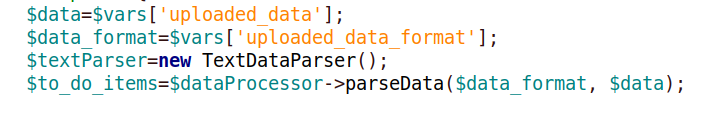 $data=$vars['uploaded_data'];
$data_format=$vars['uploaded_data_format'];
$textParser=new TextDataParser();
$to_do_items=$dataProcessor->parseData($data_format, $data);